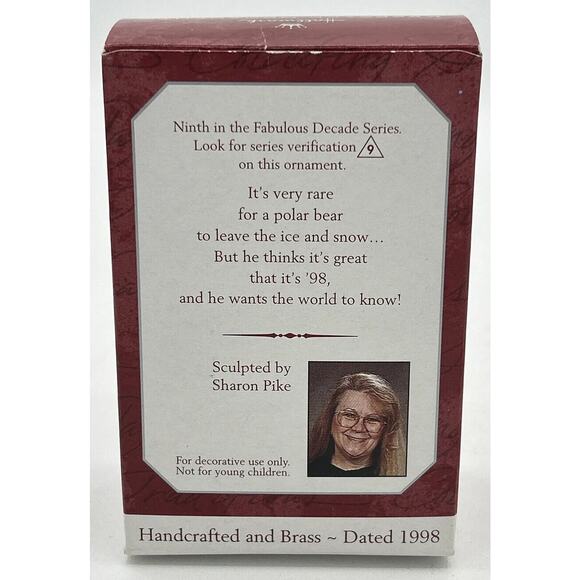 Hallmark
Ninth in the Fabulous Decade Series.
Look for series verification 9
on this ornament.
It's very rare
for a polar bear
to leave the ice and snow...
But he thinks it's great
that it's '98,
and he wants the world to know!
Sculpted by
Sharon Pike
For decorative use only.
Not for young children.
Handcrafted and Brass ~ Dated 1998